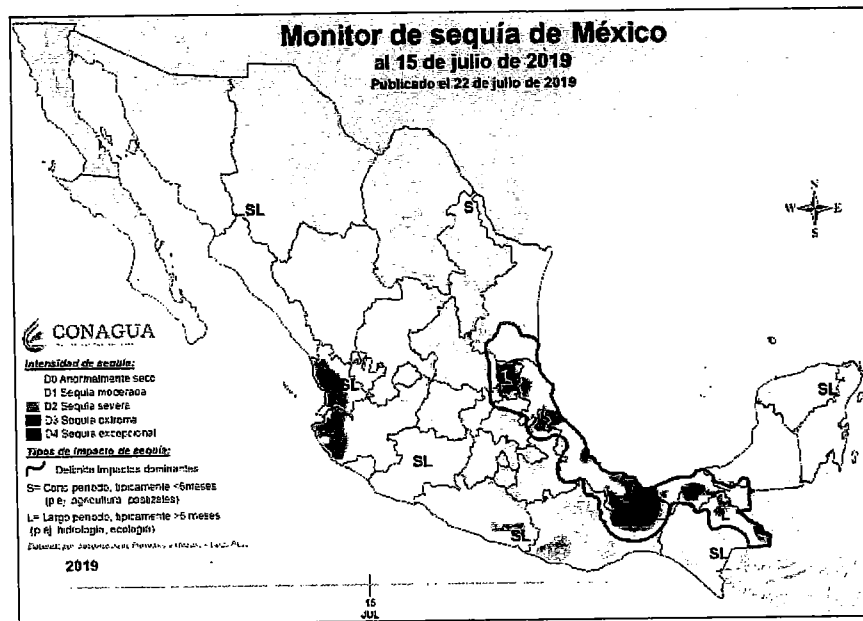 Monitor de sequía de México
al 15 de julio de 2019
Publicado el 22 de julio de 2019
N
W E
S
SL
S
SL
SL
SL
SL
SL
L
CONAGUA
Intensidad de sequía:
D0 Anormalmente seco
D1 Sequía moderada
D2 Sequía severa
D3 Sequía extrema
D4 Sequía excepcional
Tipos de impacto de sequía:
Delimita impactos dominantes
S= Corto periodo, típicamente <6meses
(p.ej. agricultura, pastizales)
L= Largo periodo, típicamente >6 meses
(p.ej. hidrología, ecología)
2019
15
JUL